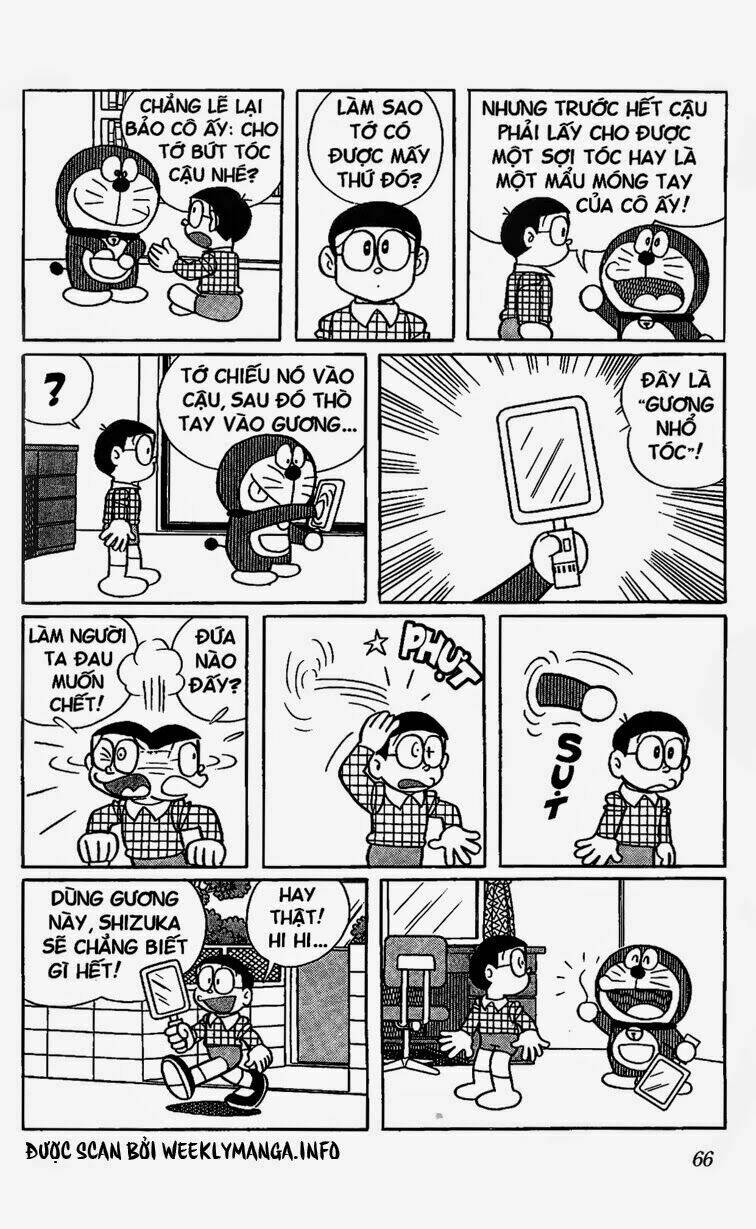 NHƯNG TRƯỚC HẾT CẬU
PHẢI LẤY CHO ĐƯỢC
MỘT SỢI TÓC HAY LÀ
MỘT MẨU MÓNG TAY
CỦA CÔ ẤY!
LÀM SAO
TỚ CÓ
ĐƯỢC MẤY
THỨ ĐÓ?
CHẲNG LẼ LẠI
BẢO CÔ ẤY: CHO
TỚ BỨT TÓC
CẬU NHÉ?
ĐÂY LÀ
"GƯƠNG
NHỔ
TÓC"!
TỚ CHIẾU NÓ VÀO
CẬU, SAU ĐÓ THÒ
TAY VÀO GƯƠNG...
?
SỤT
PHỤT
ĐỨA
NÀO
ĐẤY?
LÀM NGƯỜI
TA ĐAU
MUỐN
CHẾT!
HAY
THẬT!
HI HI...
DÙNG GƯƠNG
NÀY, SHIZUKA
SẼ CHẲNG BIẾT
GÌ HẾT!
ĐƯỢC SCAN BỞI WEEKLYMANGA.INFO
66